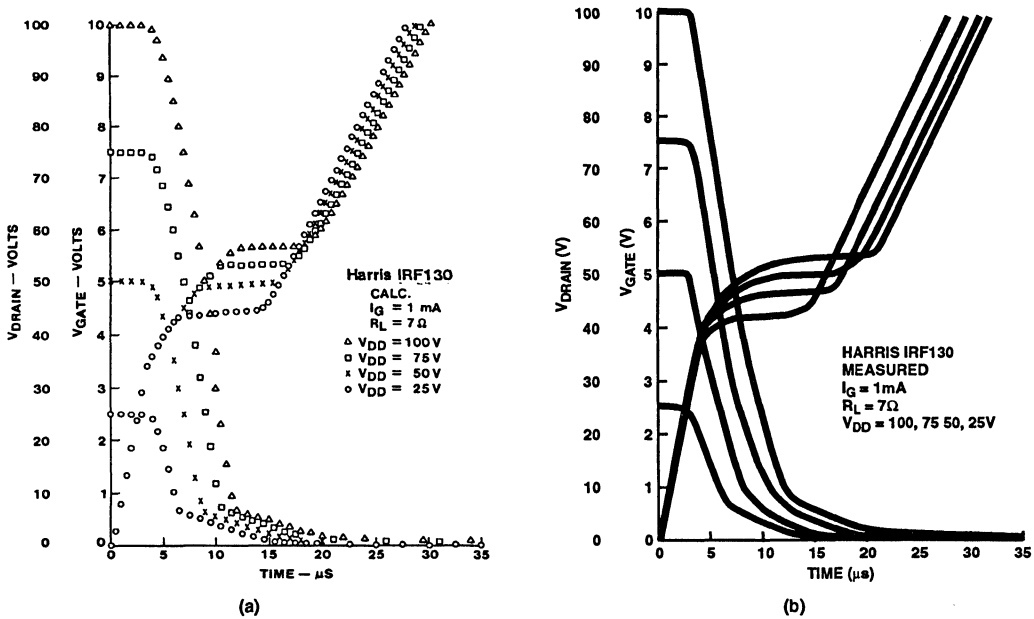 100 10
90 9
80 8
70 7
60 6
50 5
40 4
30 3
20 2
10 1
0 0
VDRAIN — VOLTS
VGATE — VOLTS
0 5 10 15 20 25 30 35
TIME — μS
Harris IRF130
CALC.
IG = 1 mA
RL = 7Ω
△ VDD = 100 V
□ VDD = 75 V
x VDD = 50 V
○ VDD = 25 V
(a)
100 10
90 9
80 8
70 7
60 6
50 5
40 4
30 3
20 2
10 1
0 0
VDRAIN (V)
VGATE (V)
0 5 10 15 20 25 30 35
TIME (μs)
HARRIS IRF130
MEASURED
IG = 1mA
RL = 7Ω
VDD = 100, 75 50, 25V
(b)